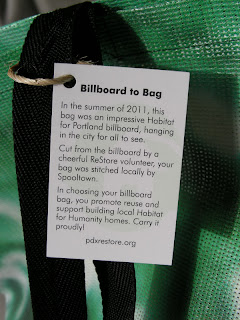 Billboard to Bag
In the summer of 2011, this
bag was an impressive Habitat
for Portland billboard, hanging
in the city for all to see.
Cut from the billboard by a
cheerful ReStore volunteer, your
bag was stitched locally by
Spooltown.
In choosing your billboard
bag, you promote reuse and
support building local Habitat
for Humanity homes. Carry it
proudly!
pdxrestore.org